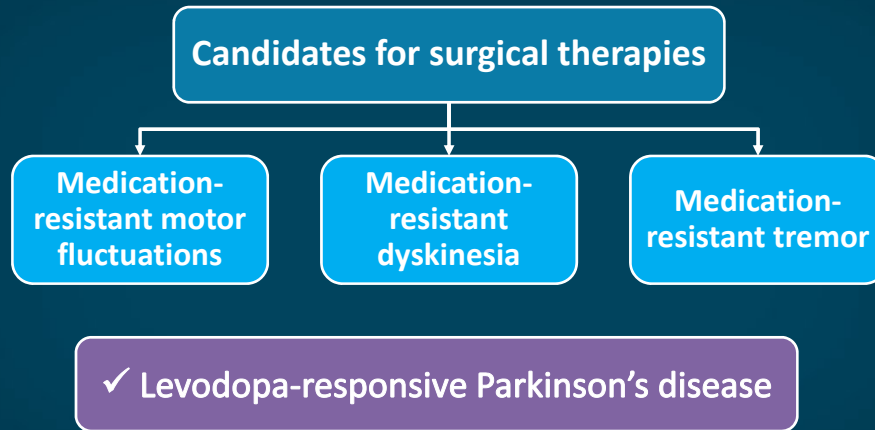 Candidates for surgical therapies
Medication-
resistant motor
fluctuations
Medication-
resistant
dyskinesia
Medication-
resistant tremor
✓ Levodopa-responsive Parkinson’s disease